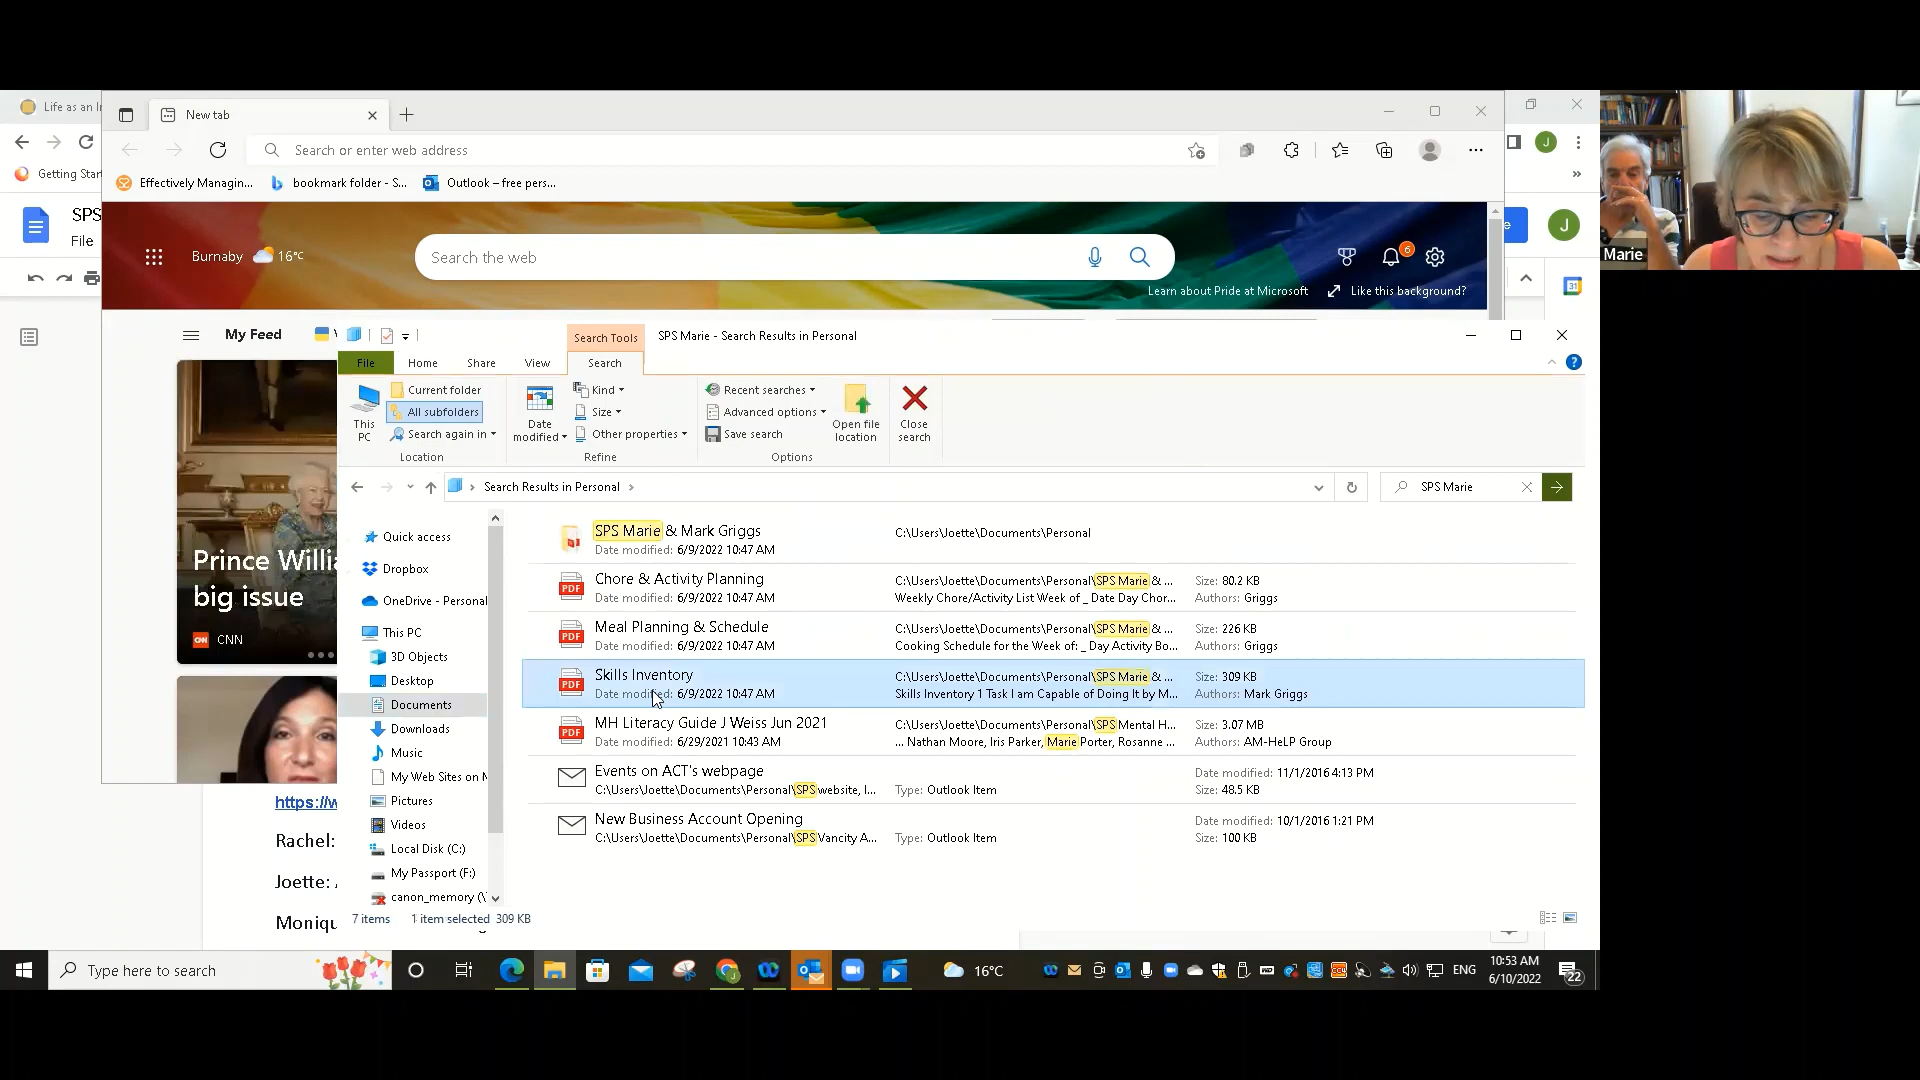 Life as an I
New tab
Search or enter web address
Getting Star
Effectively Managin...
bookmark folder - S...
Outlook – free pers...
SPS
File
Burnaby
16°C
Search the web
6
Learn about Pride at Microsoft
Like this background?
J
J
e
31
Marie
My Feed
Search Tools
SPS Marie - Search Results in Personal
File
Home
Share
View
Search
This PC
Current folder
All subfolders
Search again in
Location
Date modified
Kind
Size
Other properties
Refine
Recent searches
Advanced options
Save search
Open file location
Options
Close search
Search Results in Personal
SPS Marie
Prince Willia
big issue
CNN
Quick access
Dropbox
OneDrive - Personal
This PC
3D Objects
Desktop
Documents
Downloads
Music
My Web Sites on M
Pictures
Videos
Local Disk (C:)
My Passport (F:)
canon_memory (\
SPS Marie & Mark Griggs
Date modified: 6/9/2022 10:47 AM
C:\Users\Joette\Documents\Personal
PDF
Chore & Activity Planning
Date modified: 6/9/2022 10:47 AM
C:\Users\Joette\Documents\Personal\SPS Marie & ...
Weekly Chore/Activity List Week of _ Date Day Chor...
Size: 80.2 KB
Authors: Griggs
PDF
Meal Planning & Schedule
Date modified: 6/9/2022 10:47 AM
C:\Users\Joette\Documents\Personal\SPS Marie & ...
Cooking Schedule for the Week of: _ Day Activity Bo...
Size: 226 KB
Authors: Griggs
PDF
Skills Inventory
Date modified: 6/9/2022 10:47 AM
C:\Users\Joette\Documents\Personal\SPS Marie & ...
Skills Inventory 1 Task I am Capable of Doing It by M...
Size: 309 KB
Authors: Mark Griggs
PDF
MH Literacy Guide J Weiss Jun 2021
Date modified: 6/29/2021 10:43 AM
C:\Users\Joette\Documents\Personal\SPS Mental H...
... Nathan Moore, Iris Parker, Marie Porter, Rosanne ...
Size: 3.07 MB
Authors: AM-HeLP Group
Events on ACT's webpage
C:\Users\Joette\Documents\Personal\SPS website, I...
Type: Outlook Item
Date modified: 11/1/2016 4:13 PM
Size: 48.5 KB
New Business Account Opening
C:\Users\Joette\Documents\Personal\SPS Vancity A...
Type: Outlook Item
Date modified: 10/1/2016 1:21 PM
Size: 100 KB
7 items
1 item selected 309 KB
https://w
Rachel:
Joette:
Moniqu
Type here to search
16°C
ENG
10:53 AM
6/10/2022
22